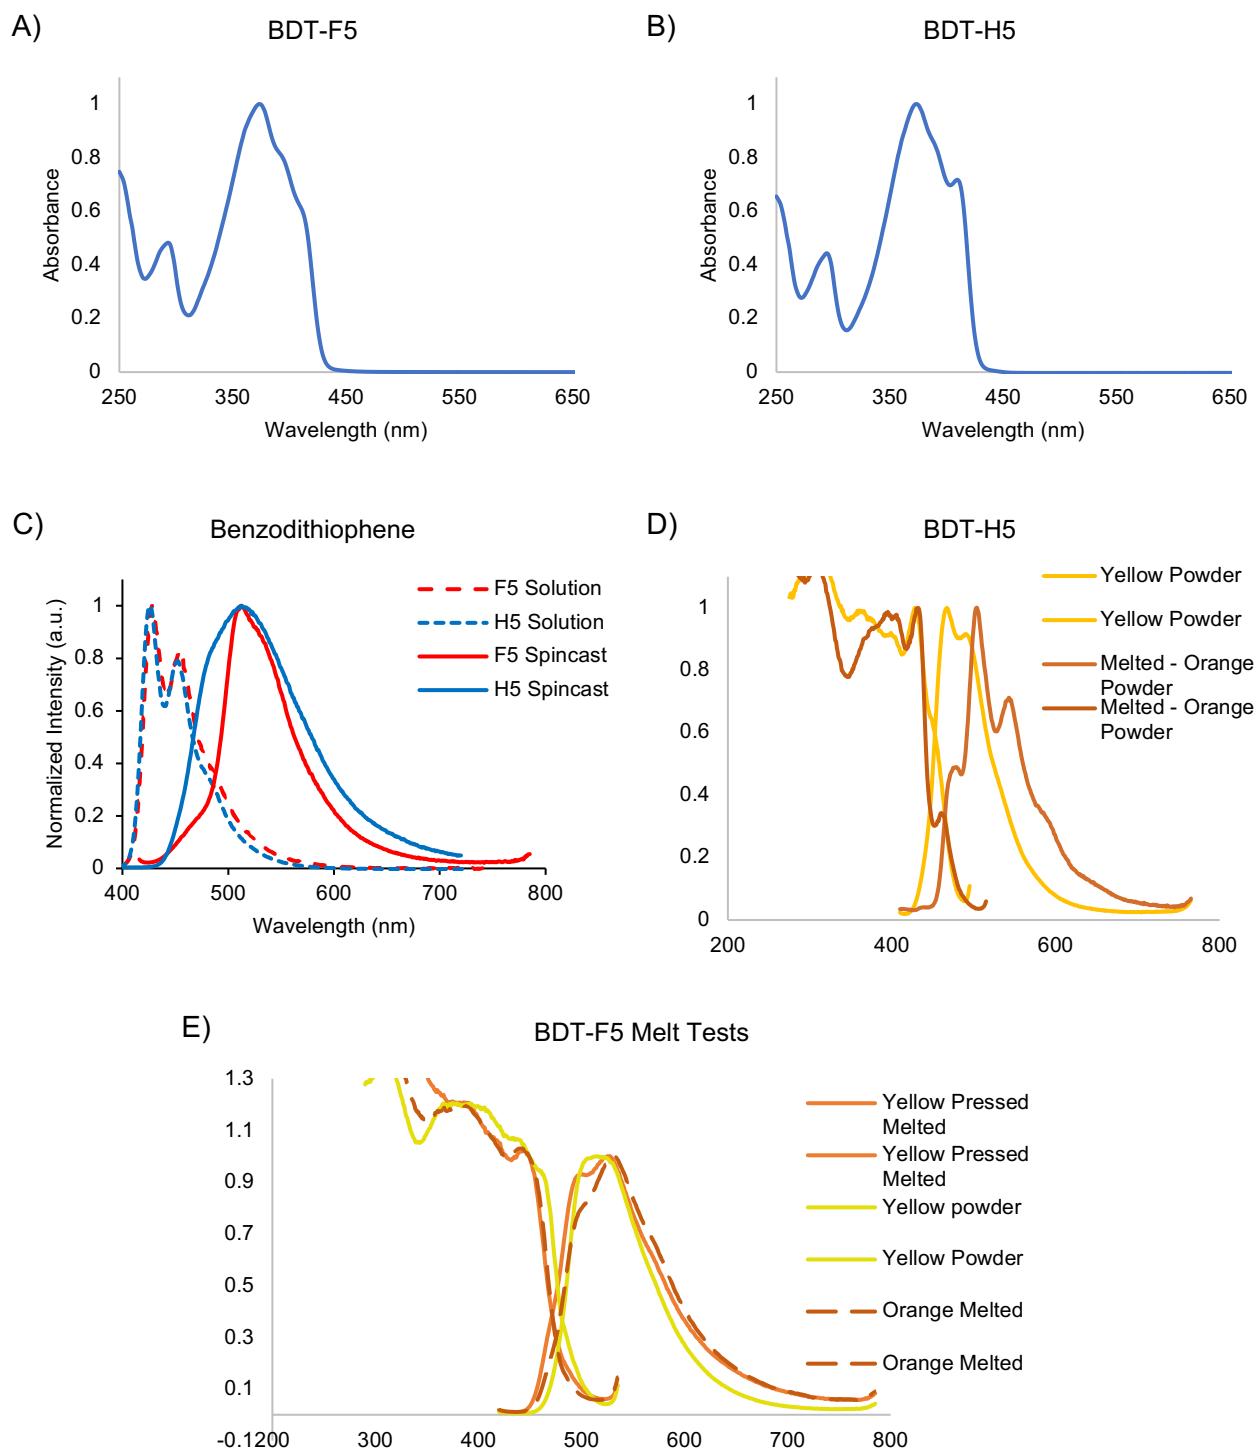 A)
BDT-F5
Absorbance
1
0.8
0.6
0.4
0.2
0
250
350
450
550
650
Wavelength (nm)
B)
BDT-H5
Absorbance
1
0.8
0.6
0.4
0.2
0
250
350
450
550
650
Wavelength (nm)
C)
Benzodithiophene
Normalized Intensity (a.u.)
1
0.8
0.6
0.4
0.2
0
400
500
600
700
800
Wavelength (nm)
F5 Solution
H5 Solution
F5 Spincast
H5 Spincast
D)
BDT-H5
1
0.8
0.6
0.4
0.2
0
200
400
600
800
Yellow Powder
Yellow Powder
Melted - Orange
Powder
Melted - Orange
Powder
E)
BDT-F5 Melt Tests
1.3
1.1
0.9
0.7
0.5
0.3
0.1
-0.1
200
300
400
500
600
700
800
Yellow Pressed
Melted
Yellow Pressed
Melted
Yellow powder
Yellow Powder
Orange Melted
Orange Melted